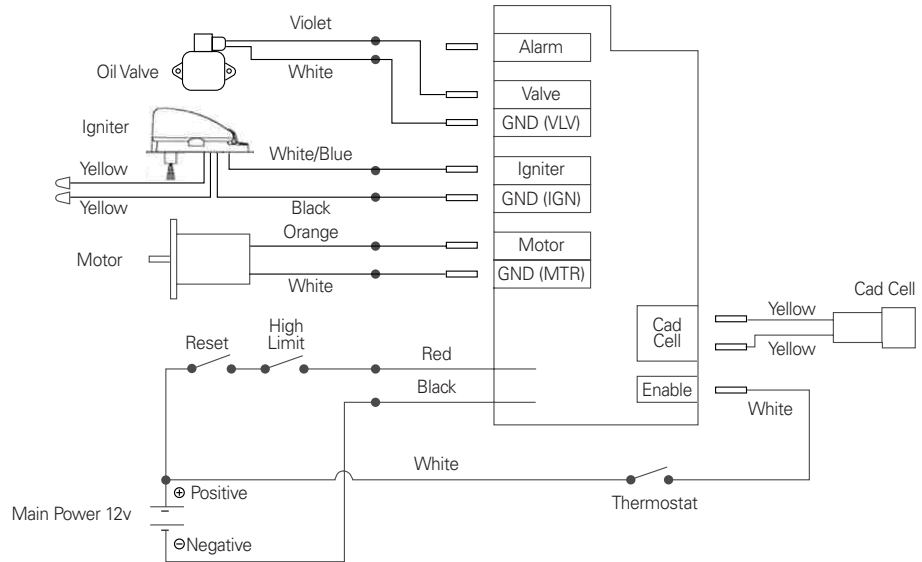 Violet
Alarm
Oil Valve
White
Valve
GND (VLV)
Igniter
White/Blue
Igniter
Yellow
GND (IGN)
Yellow
Black
Orange
Motor
Motor
GND (MTR)
White
Cad Cell
Yellow
Cad
Cell
Yellow
Reset
High
Limit
Red
Black
Enable
White
White
Thermostat
⊕ Positive
Main Power 12v
⊖Negative